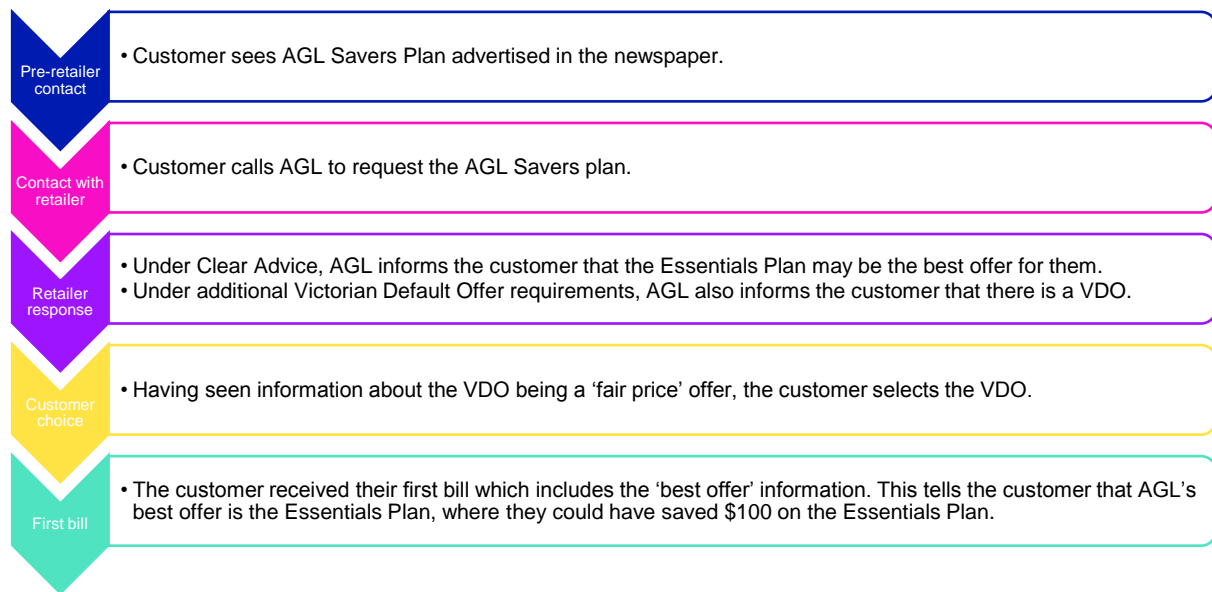 Pre-retailer
contact
• Customer sees AGL Savers Plan advertised in the newspaper.
Contact with
retailer
• Customer calls AGL to request the AGL Savers plan.
Retailer
response
• Under Clear Advice, AGL informs the customer that the Essentials Plan may be the best offer for them.
• Under additional Victorian Default Offer requirements, AGL also informs the customer that there is a VDO.
Customer
choice
• Having seen information about the VDO being a ‘fair price’ offer, the customer selects the VDO.
First bill
• The customer received their first bill which includes the ‘best offer’ information. This tells the customer that AGL’s
best offer is the Essentials Plan, where they could have saved $100 on the Essentials Plan.